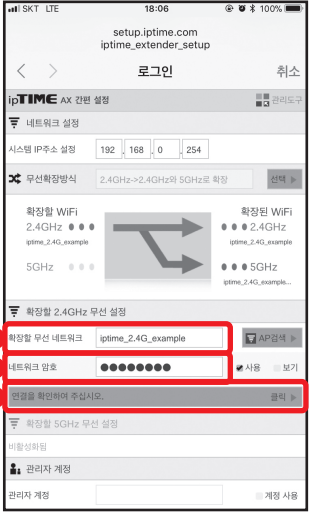 SKT LTE 18:06 100%
setup.iptime.com
iptime_extender_setup
로그인 취소
ipTIME AX 간편 설정 관리도구
네트워크 설정
시스템 IP주소 설정 192 . 168 . 0 . 254
무선확장방식 2.4GHz->2.4GHz와 5GHz로 확장 선택
확장할 WiFi 확장된 WiFi
2.4GHz 2.4GHz
iptime_2.4G_example iptime_2.4G_example
5GHz 5GHz
iptime_2.4G_example...
확장할 2.4GHz 무선 설정
확장할 무선 네트워크 iptime_2.4G_example AP검색
네트워크 암호 ●●●●●●●● 사용 보기
연결을 확인하여 주십시오. 클릭
확장할 5GHz 무선 설정
비활성화됨
관리자 계정
관리자 계정 계정 사용